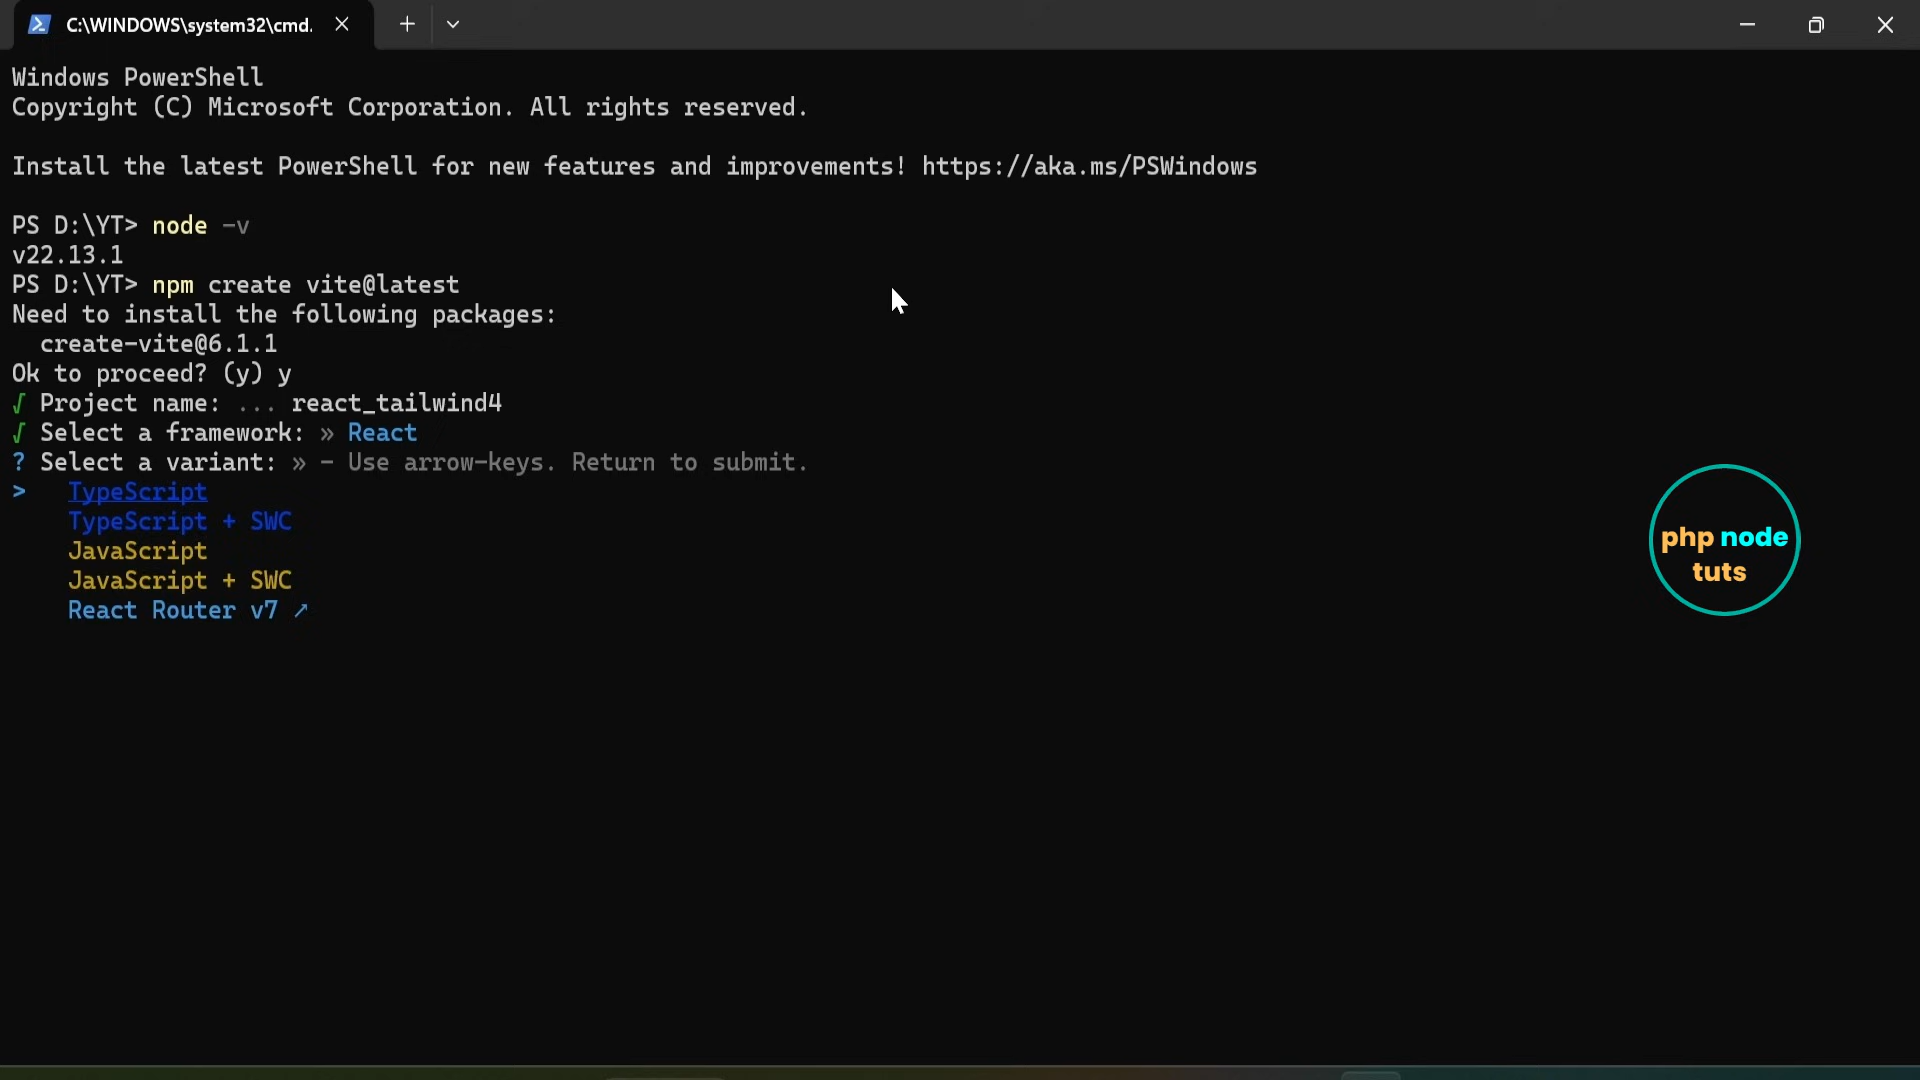 C:\WINDOWS\system32\cmd.
Windows PowerShell
Copyright (C) Microsoft Corporation. All rights reserved.
Install the latest PowerShell for new features and improvements! https://aka.ms/PSWindows
PS D:\YT> node -v
v22.13.1
PS D:\YT> npm create vite@latest
Need to install the following packages:
create-vite@6.1.1
Ok to proceed? (y) y
√ Project name: ... react_tailwind4
√ Select a framework: » React
? Select a variant: » - Use arrow-keys. Return to submit.
> TypeScript
TypeScript + SWC
JavaScript
JavaScript + SWC
React Router v7 ↗
php node
tuts